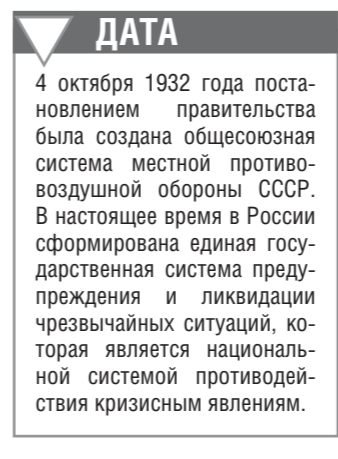 ДАТА
4 октября 1932 года поста-
новлением правительства
была создана общесоюзная
система местной противо-
воздушной обороны СССР.
В настоящее время в России
сформирована единая госу-
дарственная система преду-
преждения и ликвидации
чрезвычайных ситуаций, ко-
торая является националь-
ной системой противодей-
ствия кризисным явлениям.